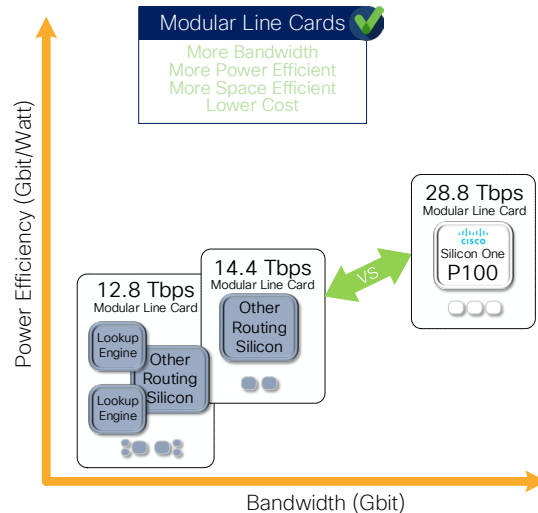 Modular Line Cards
More Bandwidth
More Power Efficient
More Space Efficient
Lower Cost
Power Efficiency (Gbit/Watt)
28.8 Tbps
Modular Line Card
CISCO
Silicon One
P100
VS
14.4 Tbps
Modular Line Card
Other
Routing
Silicon
12.8 Tbps
Modular Line Card
Lookup
Engine
Other
Routing
Silicon
Lookup
Engine
Bandwidth (Gbit)